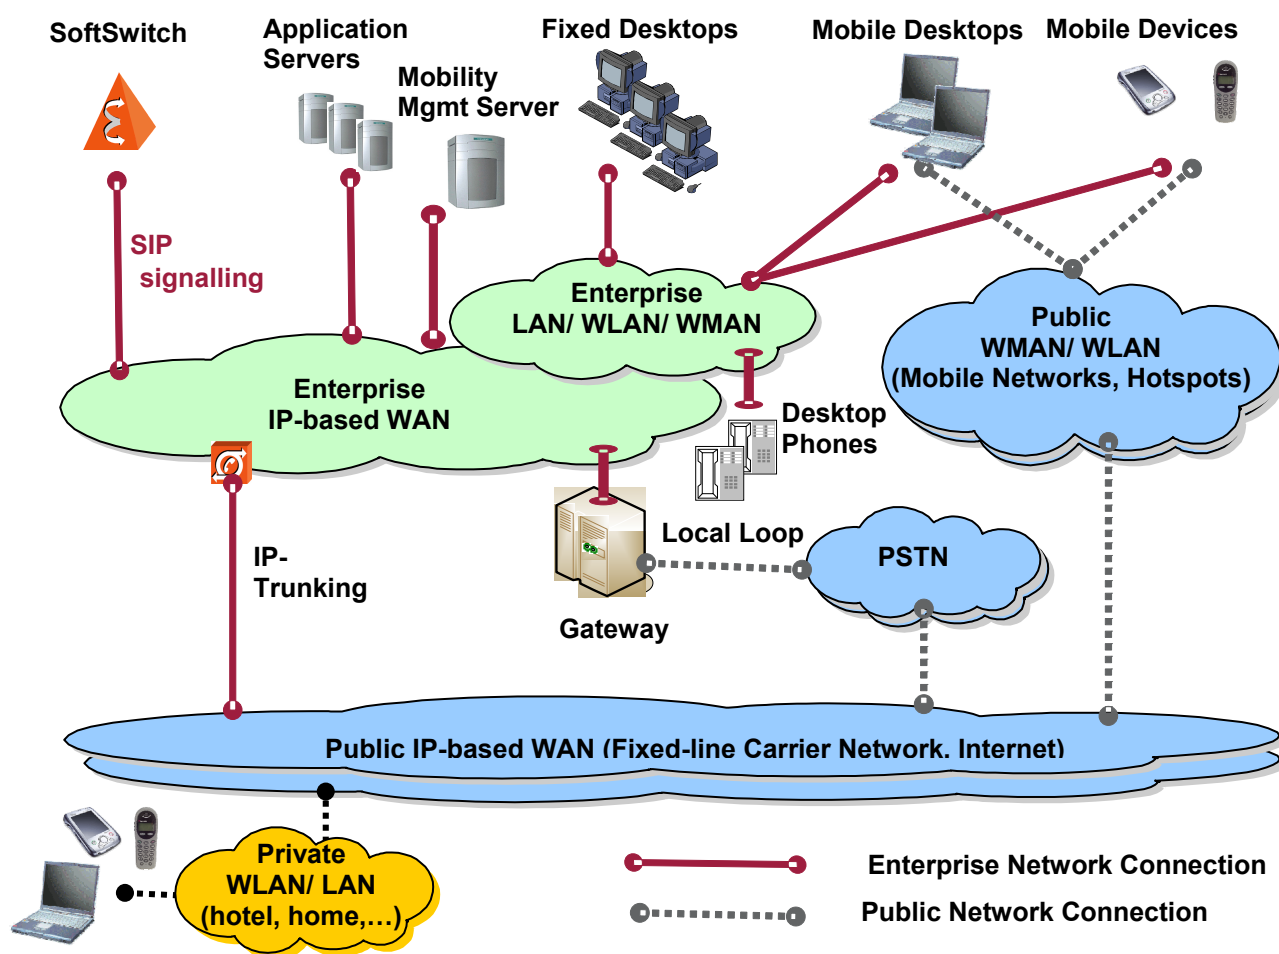 SoftSwitch
Application
Servers
Mobility
Mgmt Server
Fixed Desktops
Mobile Desktops
Mobile Devices
SIP
signalling
Enterprise
LAN/ WLAN/ WMAN
Public
WMAN/ WLAN
(Mobile Networks, Hotspots)
Enterprise
IP-based WAN
Desktop
Phones
Local Loop
PSTN
IP-
Trunking
Gateway
Public IP-based WAN (Fixed-line Carrier Network, Internet)
Private
WLAN/ LAN
(hotel, home,…)
Enterprise Network Connection
Public Network Connection